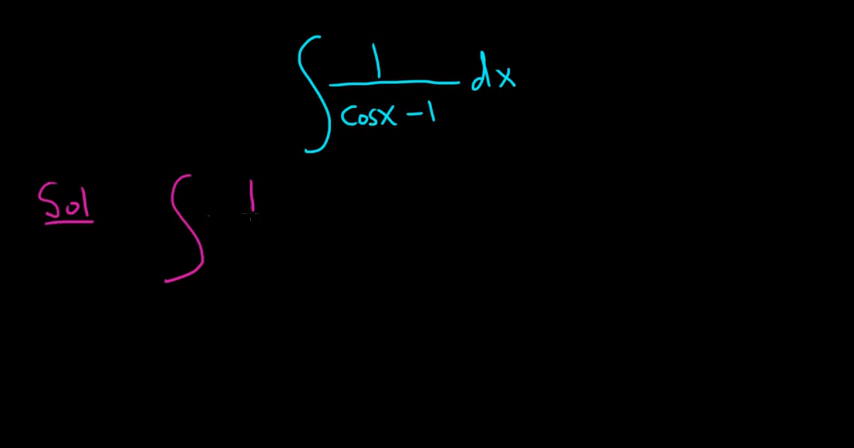 ∫ 1/(cosx - 1) dx
Sol ∫ 1